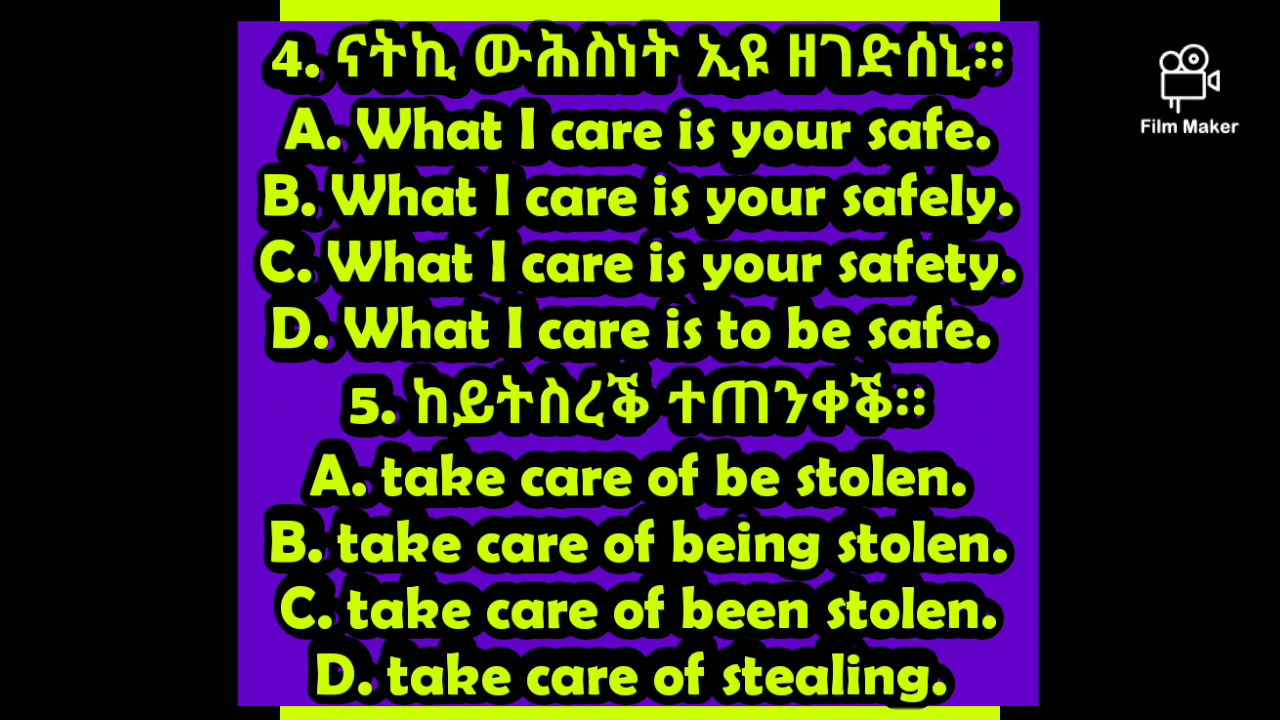 4. ናትኪ ውሕስነት ኢዩ ዘገድሰኒ።
A. What I care is your safe.
B. What I care is your safely.
C. What I care is your safety.
D. What I care is to be safe.
5. ከይትስረቕ ተጠንቀቕ።
A. take care of be stolen.
B. take care of being stolen.
C. take care of been stolen.
D. take care of stealing.
Film Maker